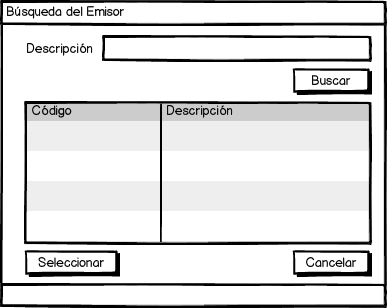 Búsqueda del Emisor
Descripción
Buscar
Código Descripción
Seleccionar Cancelar